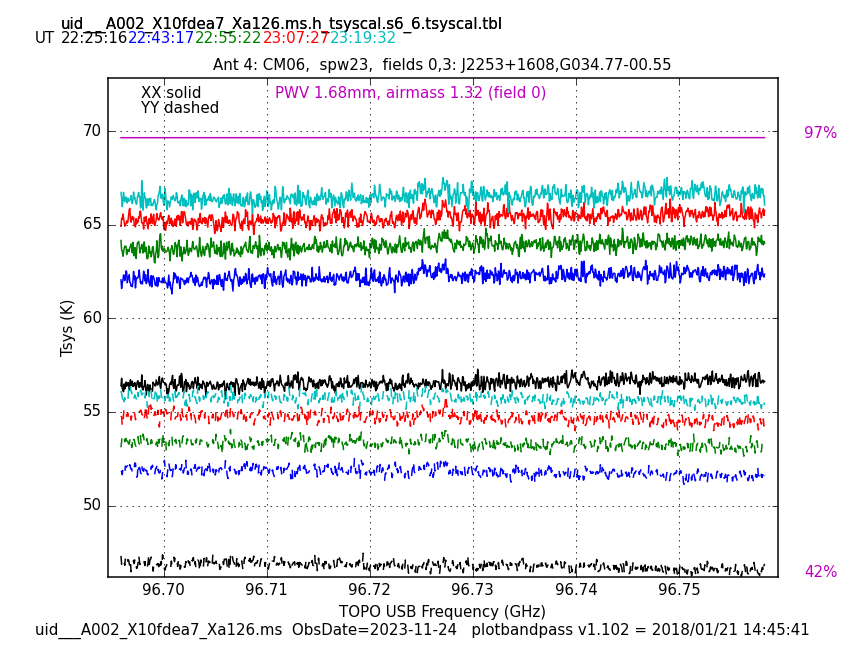 uid___A002_X10fdea7_Xa126.ms.h_tsyscal.s6_6.tsyscal.tbl
UT 22:25:16 22:43:17 22:55:22 23:07:27 23:19:32
Ant 4: CM06, spw23, fields 0,3: J2253+1608,G034.77-00.55
XX solid PWV 1.68mm, airmass 1.32 (field 0)
YY dashed
97%
70
65
60
55
50
Tsys (K)
42%
96.70 96.71 96.72 96.73 96.74 96.75
TOPO USB Frequency (GHz)
uid___A002_X10fdea7_Xa126.ms ObsDate=2023-11-24 plotbandpass v1.102 = 2018/01/21 14:45:41